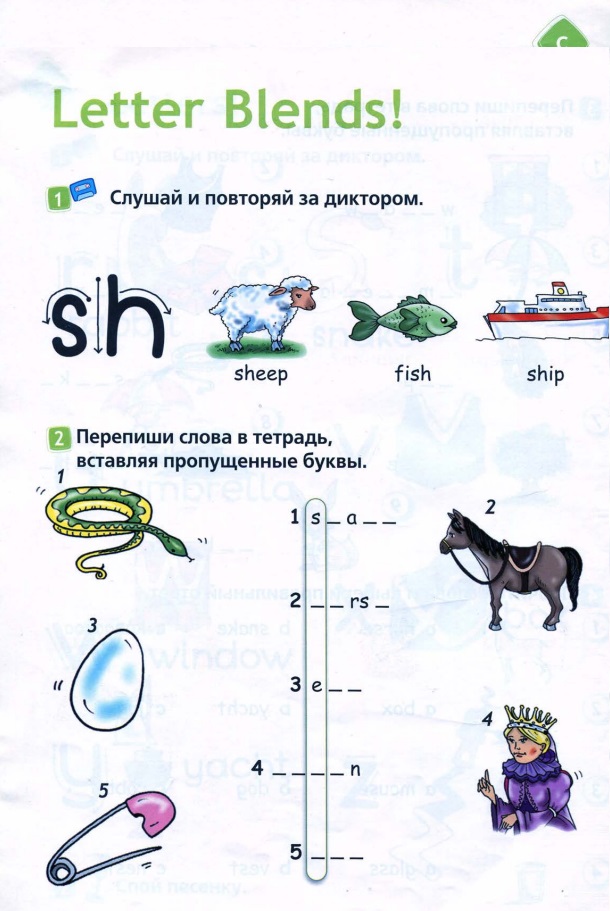 Letter Blends!
1 Слушай и повторяй за диктором.
sh
sheep fish ship
2 Перепиши слова в тетрадь,
вставляя пропущенные буквы.
1
1 s _ a _ _
2
2 _ _ rs _
3
3 e _ _
4
4 _ _ _ _ n
5
5 _ _ _